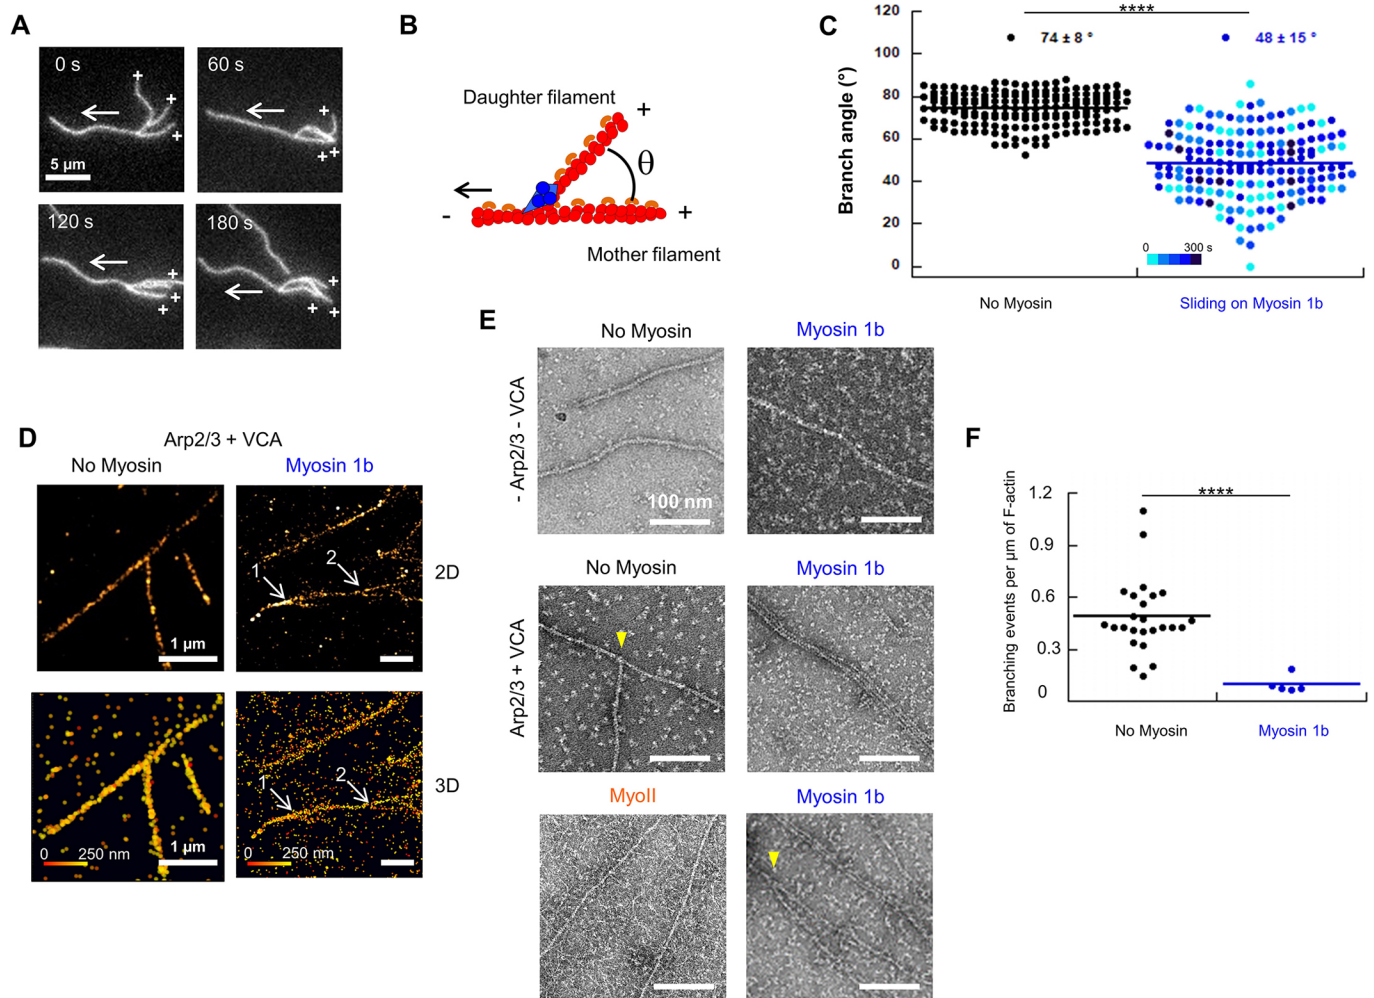 A
0 s
60 s
5 µm
120 s
180 s
+
+
+
+
+
+
+
+
+
+
+
+
B
Daughter filament
+
θ
-
+
Mother filament
C
Branch angle (°)
120
100
80
60
40
20
0
****
74 ± 8 °
48 ± 15 °
0
300 s
No Myosin
Sliding on Myosin 1b
D
Arp2/3 + VCA
No Myosin
Myosin 1b
1
2
1 µm
2D
1
2
0
250 nm
1 µm
0
250 nm
3D
E
No Myosin
Myosin 1b
- Arp2/3 - VCA
100 nm
No Myosin
Myosin 1b
Arp2/3 + VCA
MyoII
Myosin 1b
F
Branching events per µm of F-actin
1.2
0.9
0.6
0.3
0
****
No Myosin
Myosin 1b